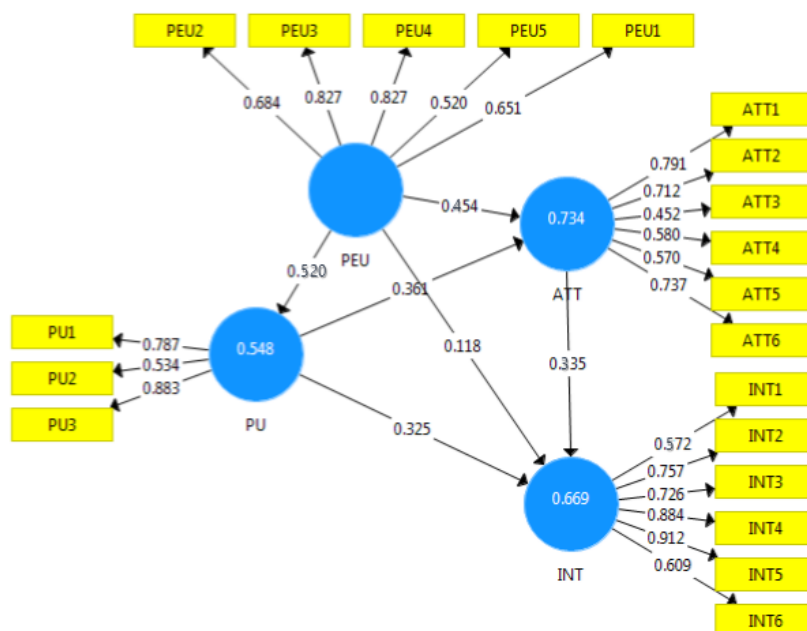 PEU2 PEU3 PEU4 PEU5 PEU1
0.684 0.827 0.827 0.520 0.651
PEU
ATT1
ATT2
ATT3
ATT4
ATT5
ATT6
0.791
0.712
0.452
0.580
0.570
0.737
0.734
ATT
0.454
0.520
0.361
0.118
0.335
0.325
PU1
PU2
PU3
0.787
0.534
0.883
0.548
PU
INT1
INT2
INT3
INT4
INT5
INT6
0.572
0.757
0.726
0.884
0.912
0.609
0.669
INT